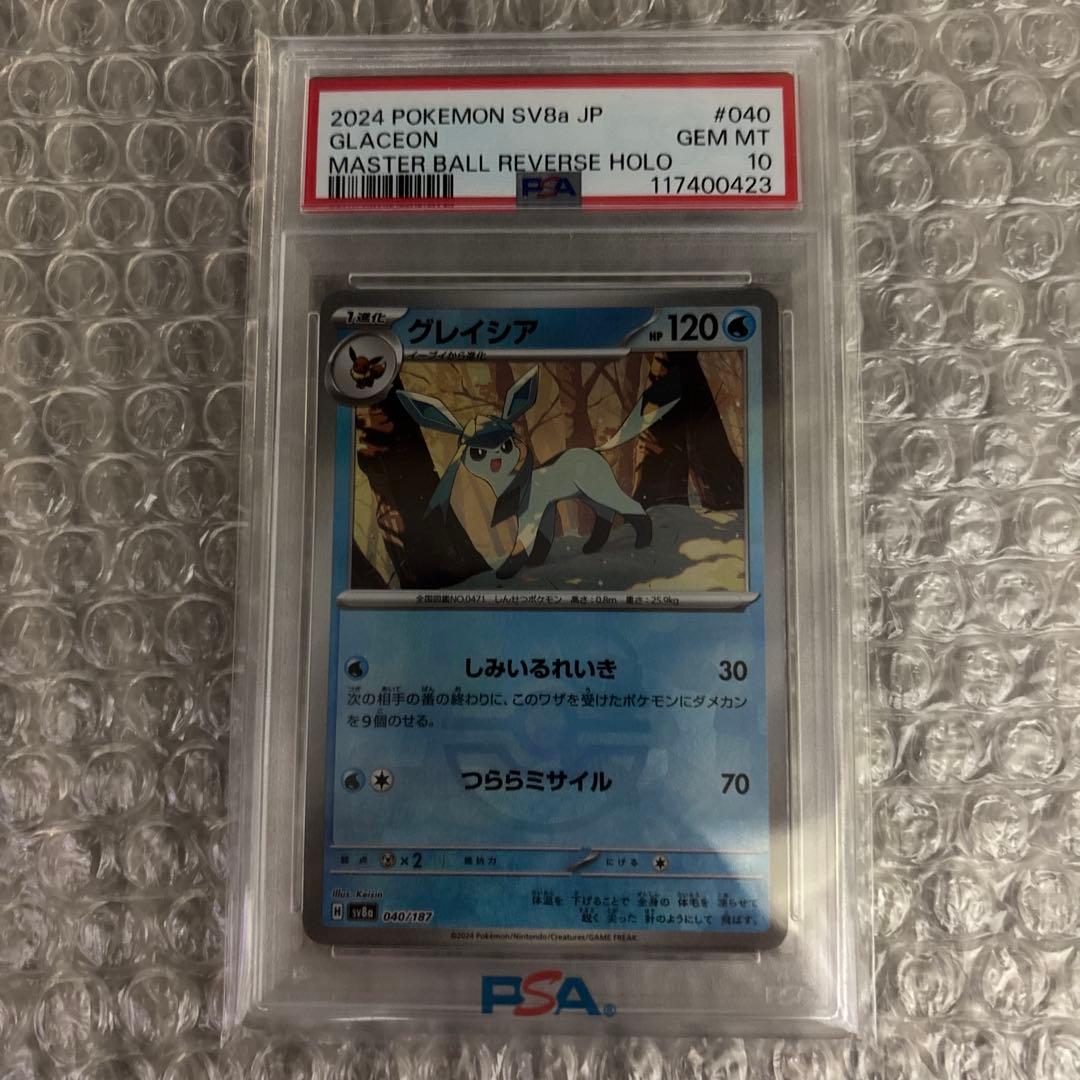 2024 POKEMON SV8a JP #040
GLACEON GEM MT
MASTER BALL REVERSE HOLO 10
PSA 117400423
1進化 グレイシア HP 120
イーブイから進化
全国図鑑NO.0471 しんせつポケモン 高さ:0.8m 重さ:25.9kg
しみいるれいき 30
次の相手の番の終わりに、このワザを受けたポケモンにダメカン
を9個のせる。
つららミサイル 70
弱点 ×2 抵抗力 にげる
Illus. Keisin
体温を 下げることで 全身の 体毛を 凍らせて
鋭く 尖った 針のようにして 飛ばす。
H sv8a 040/187
©2024 Pokémon/Nintendo/Creatures/GAME FREAK.
PSA®